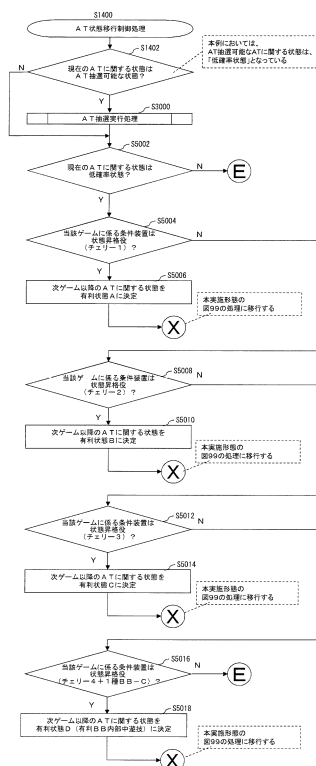 S1400
AT状態移行制御処理
S1402
現在のATに関する状態は
AT抽選可能な状態？
N
Y
本例においては、
AT抽選可能なATに関する状態は、
「低確率状態」となっている
S3000
AT抽選実行処理
S5002
現在のATに関する状態は
低確率状態？
N
E
Y
S5004
当該ゲームに係る条件装置は
状態昇格役
（チェリー1）？
N
Y
S5006
次ゲーム以降のATに関する状態を
有利状態Aに決定
X
本実施形態の
図99の処理に移行する
S5008
当該ゲームに係る条件装置は
状態昇格役
（チェリー2）？
N
Y
S5010
次ゲーム以降のATに関する状態を
有利状態Bに決定
X
本実施形態の
図99の処理に移行する
S5012
当該ゲームに係る条件装置は
状態昇格役
（チェリー3）？
N
Y
S5014
次ゲーム以降のATに関する状態を
有利状態Cに決定
X
本実施形態の
図99の処理に移行する
S5016
当該ゲームに係る条件装置は
状態昇格役
（チェリー4＋1種BB－C）？
N
E
Y
S5018
次ゲーム以降のATに関する状態を
有利状態D（有利BB内部中遊技）に決定
X
本実施形態の
図99の処理に移行する